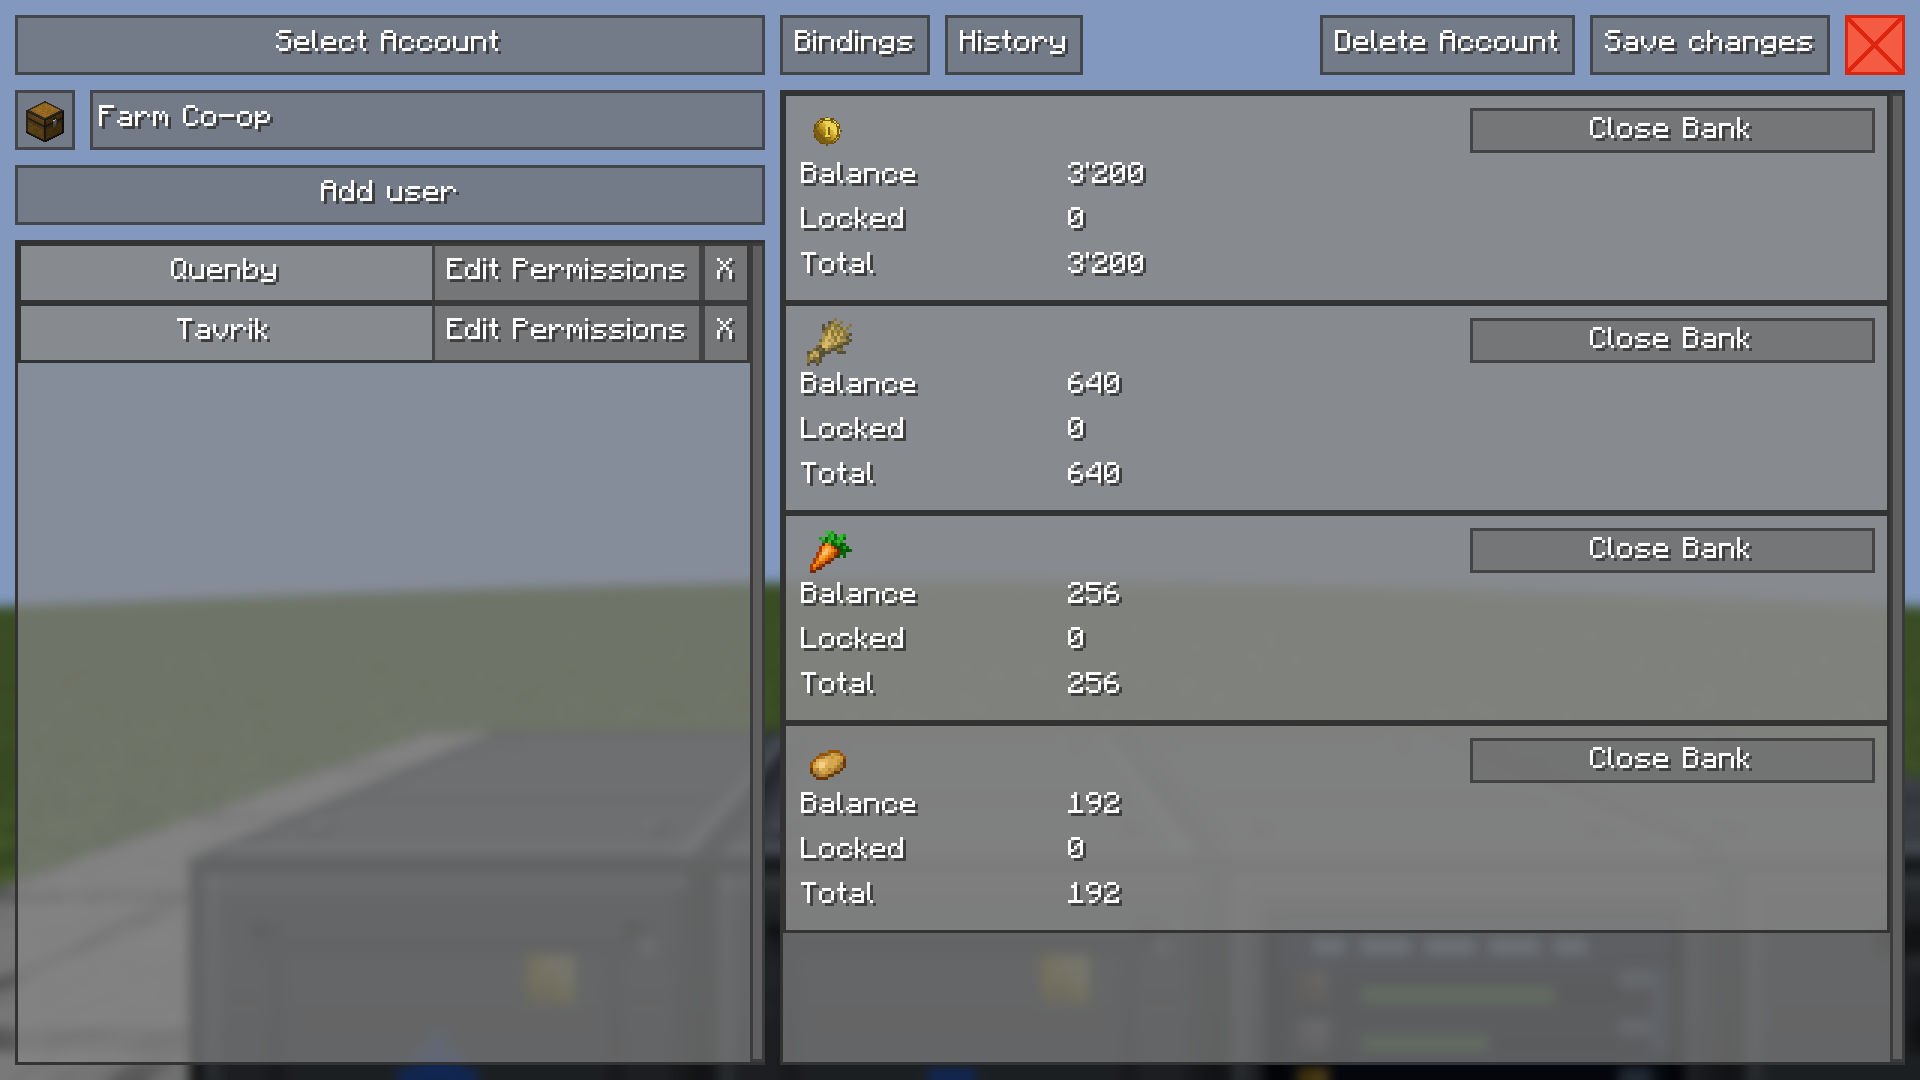 Select Account
Bindings
History
Delete Account
Save changes
Farm Co-op
Add user
Quenby
Edit Permissions
X
Tavrik
Edit Permissions
X
Close Bank
Balance 3'200
Locked 0
Total 3'200
Close Bank
Balance 640
Locked 0
Total 640
Close Bank
Balance 256
Locked 0
Total 256
Close Bank
Balance 192
Locked 0
Total 192